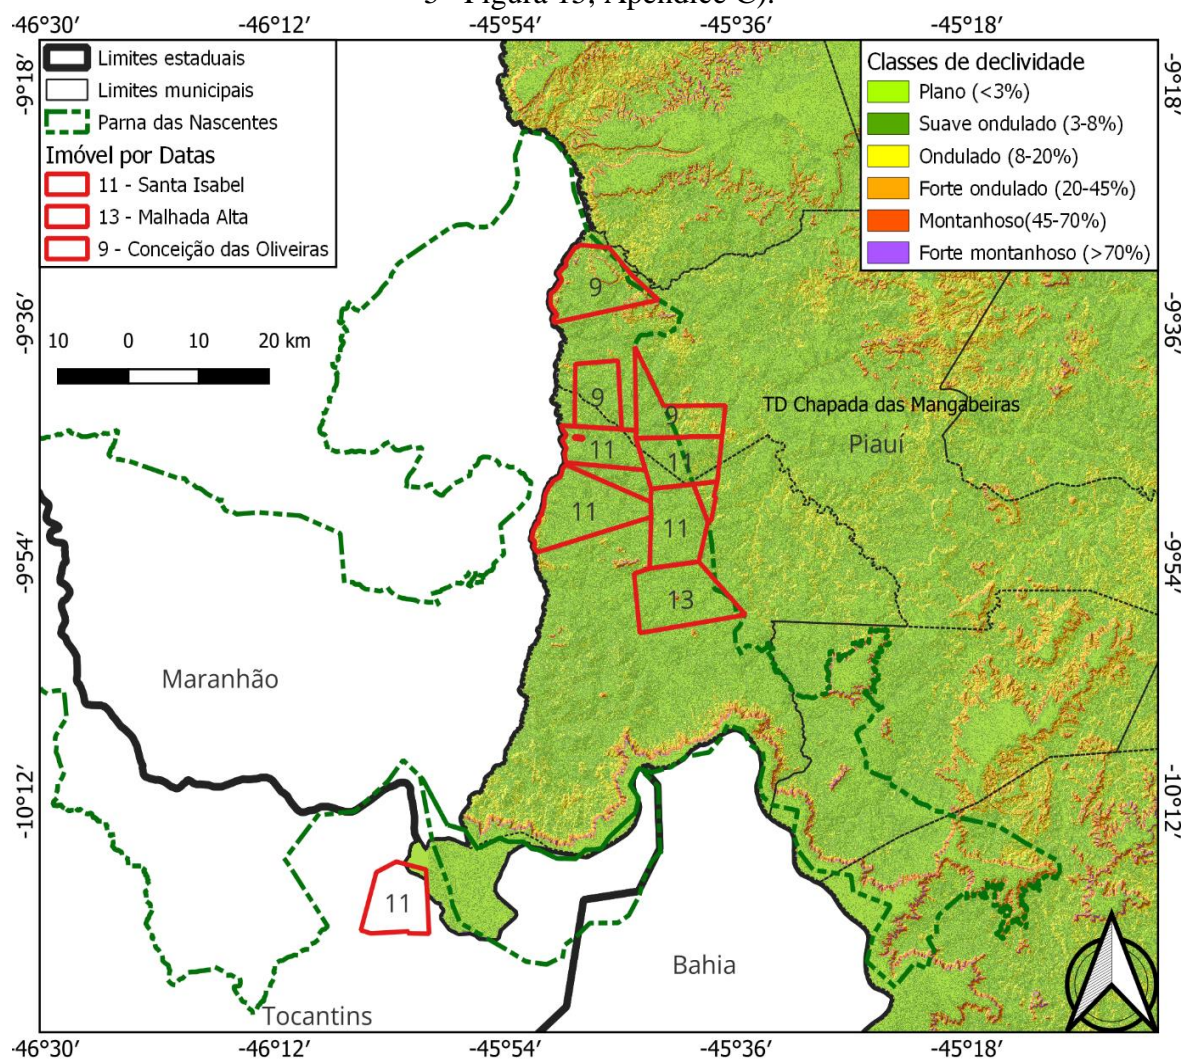 3 - Figura 15, Apêndice C).
-46°30′ -46°12′ -45°54′ -45°36′ -45°18′
-9°18′
-9°36′
-9°54′
-10°12′
Limites estaduais
Limites municipais
Parna das Nascentes
Imóvel por Datas
11 - Santa Isabel
13 - Malhada Alta
9 - Conceição das Oliveiras
10 0 10 20 km
Classes de declividade
Plano (<3%)
Suave ondulado (3-8%)
Ondulado (8-20%)
Forte ondulado (20-45%)
Montanhoso(45-70%)
Forte montanhoso (>70%)
-9°18′
-9°36′
-9°54′
-10°12′
9
9
9
TD Chapada das Mangabeiras
Piauí
11
11
11
11
13
Maranhão
11
Bahia
Tocantins
-46°30′ -46°12′ -45°54′ -45°36′ -45°18′